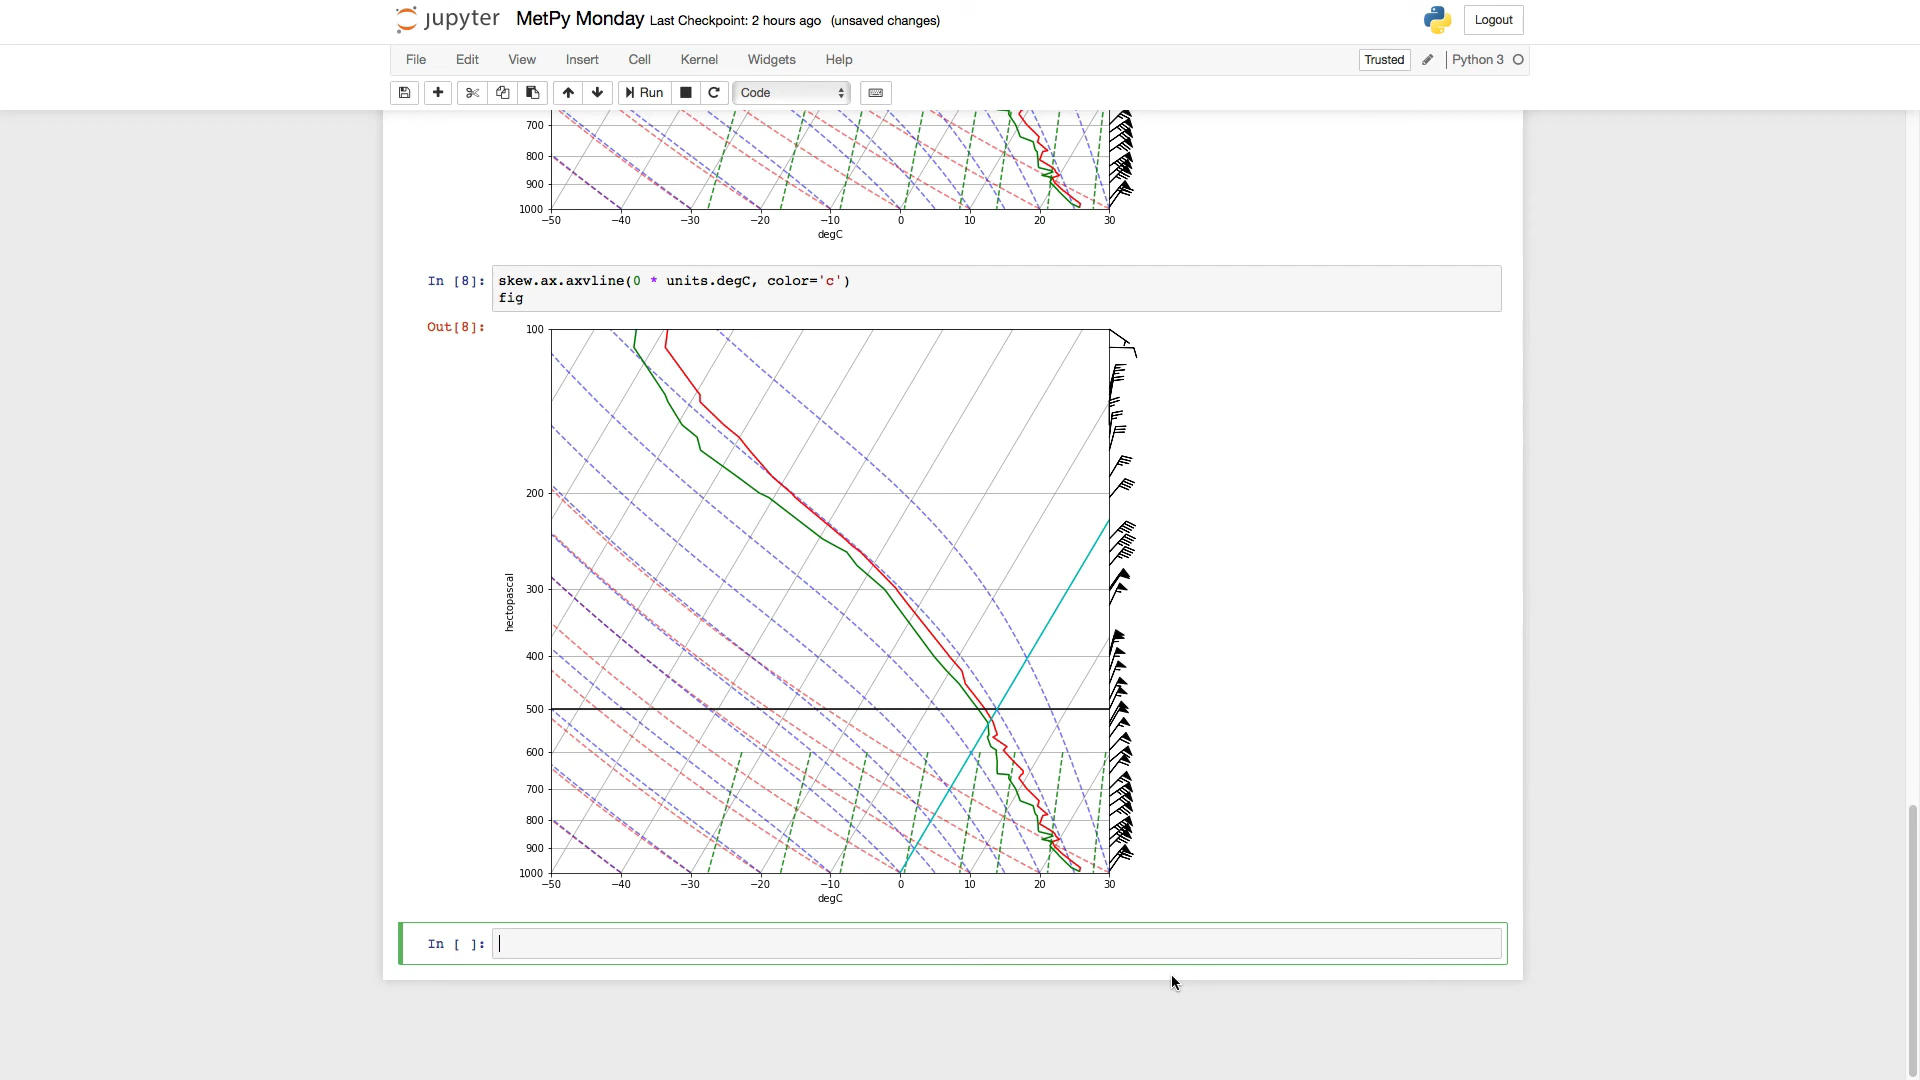 jupyter MetPy Monday Last Checkpoint: 2 hours ago (unsaved changes) Logout
File Edit View Insert Cell Kernel Widgets Help Trusted Python 3
Run Code
700
800
900
1000
−50 −40 −30 −20 −10 0 10 20 30
degC
In [8]: skew.ax.axvline(0 * units.degC, color='c')
fig
Out[8]:
100
200
300
hectopascal
400
500
600
700
800
900
1000
−50 −40 −30 −20 −10 0 10 20 30
degC
In [ ]: